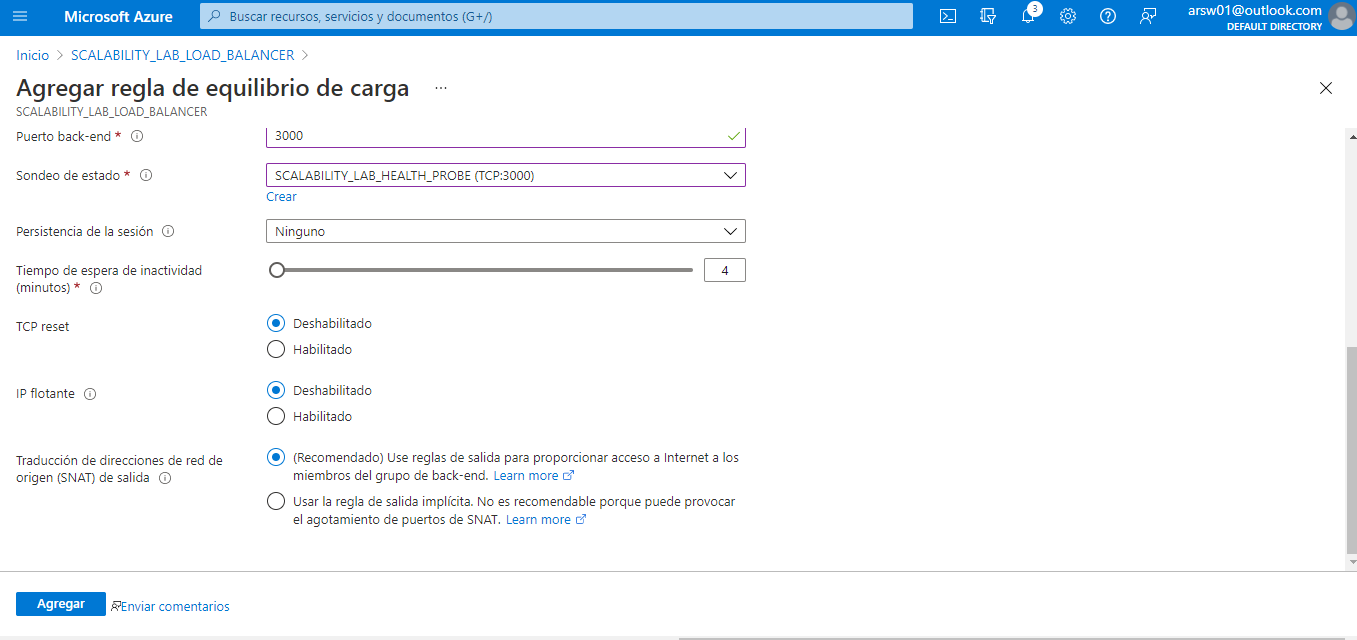 Microsoft Azure
Buscar recursos, servicios y documentos (G+/)
3
arsw01@outlook.com
DEFAULT DIRECTORY
Inicio > SCALABILITY_LAB_LOAD_BALANCER >
Agregar regla de equilibrio de carga ...
SCALABILITY_LAB_LOAD_BALANCER
Puerto back-end *
3000
Sondeo de estado *
SCALABILITY_LAB_HEALTH_PROBE (TCP:3000)
Crear
Persistencia de la sesión
Ninguno
Tiempo de espera de inactividad
(minutos) *
4
TCP reset
Deshabilitado
Habilitado
IP flotante
Deshabilitado
Habilitado
Traducción de direcciones de red de
origen (SNAT) de salida
(Recomendado) Use reglas de salida para proporcionar acceso a Internet a los
miembros del grupo de back-end. Learn more
Usar la regla de salida implícita. No es recomendable porque puede provocar
el agotamiento de puertos de SNAT. Learn more
Agregar
Enviar comentarios